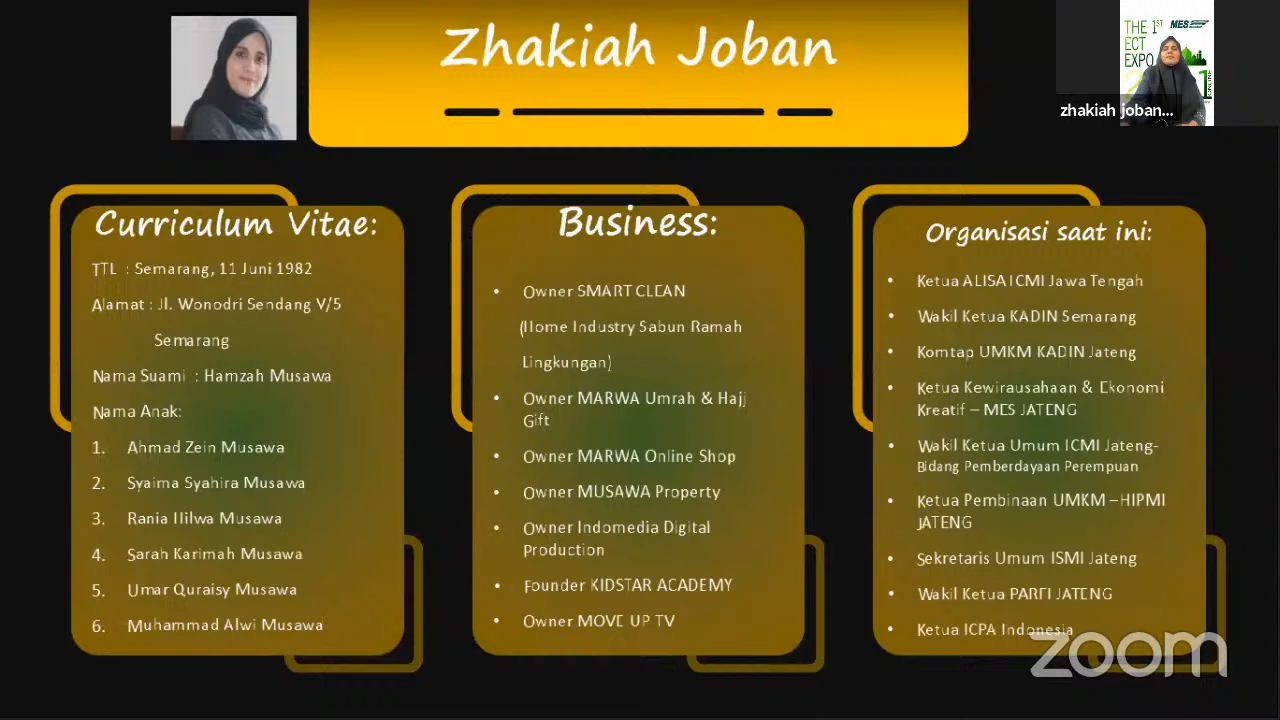 Zhakiah Joban
THE 1ST
MES
ECT
EXPO
zhakiah joban...
Curriculum Vitae:
TTL : Semarang, 11 Juni 1982
Alamat : Jl. Wonodri Sendang V/5
Semarang
Nama Suami : Hamzah Musawa
Nama Anak:
1. Ahmad Zein Musawa
2. Syaima Syahira Musawa
3. Rania Hilwa Musawa
4. Sarah Karimah Musawa
5. Umar Quraisy Musawa
6. Muhammad Alwi Musawa
Business:
• Owner SMART CLEAN
(Home Industry Sabun Ramah
Lingkungan)
• Owner MARWA Umrah & Hajj
Gift
• Owner MARWA Online Shop
• Owner MUSAWA Property
• Owner Indomedia Digital
Production
• Founder KIDSTAR ACADEMY
• Owner MOVE UP TV
Organisasi saat ini:
• Ketua ALISA ICMI Jawa Tengah
• Wakil Ketua KADIN Semarang
• Komtap UMKM KADIN Jateng
• Ketua Kewirausahaan & Ekonomi
Kreatif – MES JATENG
• Wakil Ketua Umum ICMI Jateng-
Bidang Pemberdayaan Perempuan
• Ketua Pembinaan UMKM –HIPMI
JATENG
• Sekretaris Umum ISMI Jateng
• Wakil Ketua PARFI JATENG
• Ketua ICPA Indonesia
zoom